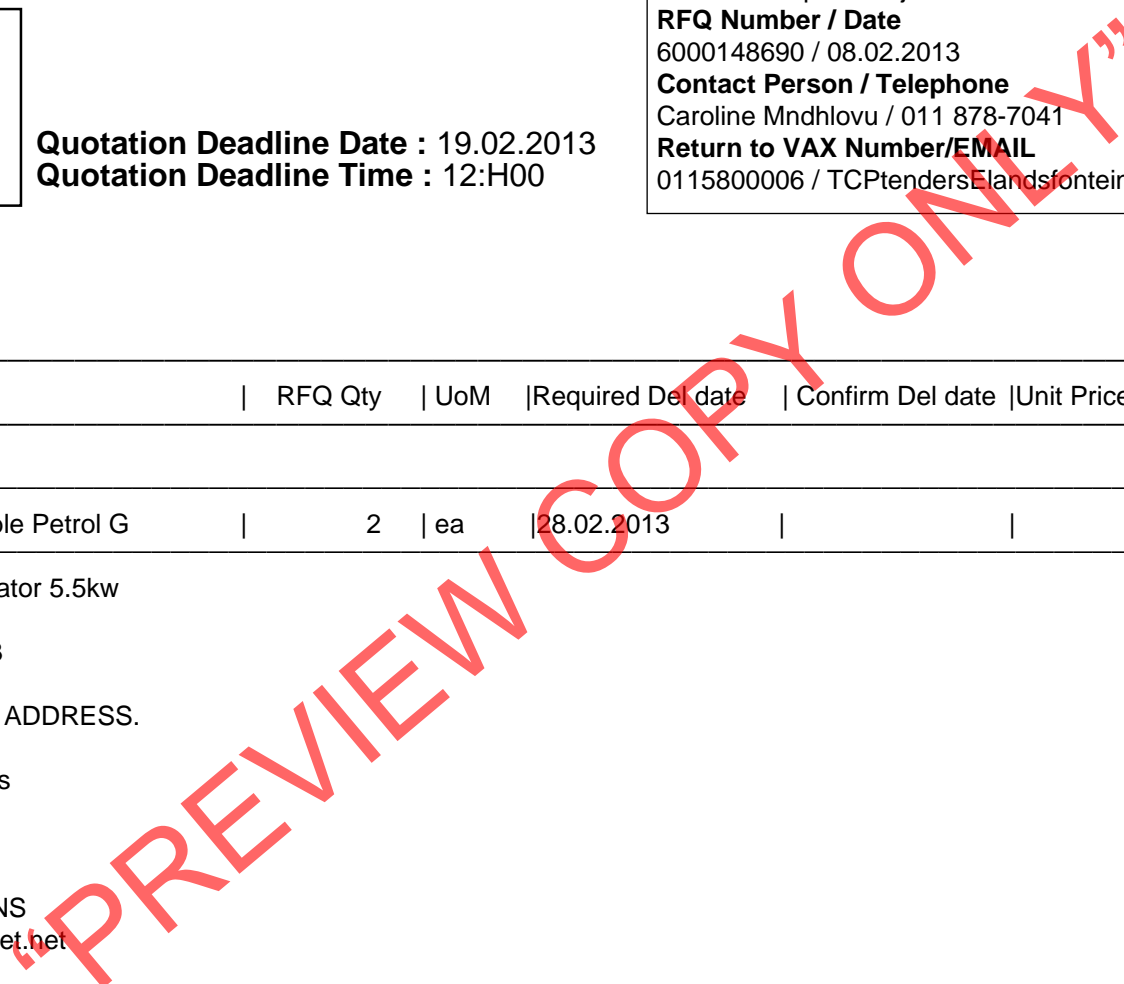 RFQ Number / Date
6000148690 / 08.02.2013
Contact Person / Telephone
Caroline Mndhlovu / 011 878-7041
Return to VAX Number/EMAIL
0115800006 / TCPtendersElandsfontein
Quotation Deadline Date : 19.02.2013
Quotation Deadline Time : 12:H00
| RFQ Qty | UoM |Required Del date | Confirm Del date |Unit Price
ole Petrol G | 2 | ea |28.02.2013 | |
ator 5.5kw
ADDRESS.
s
NS
et.net
“PREVIEW COPY ONLY”